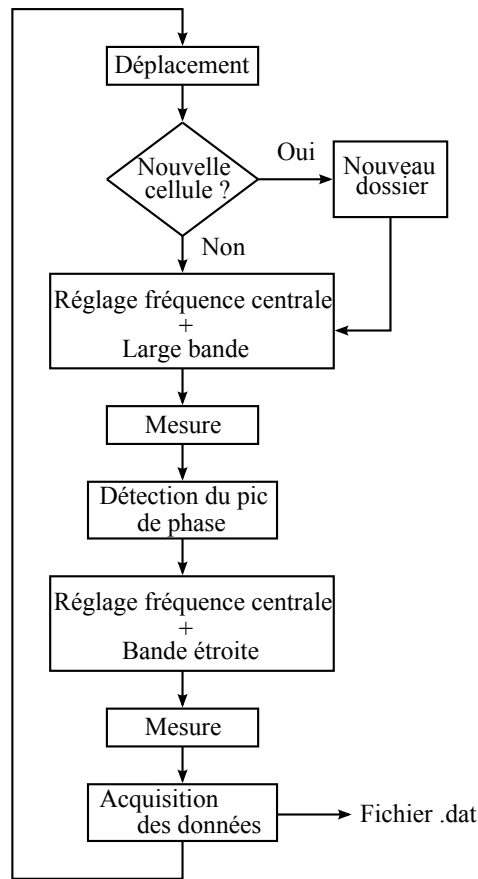 Déplacement
Nouvelle
cellule ?
Oui
Nouveau
dossier
Non
Réglage fréquence centrale
+
Large bande
Mesure
Détection du pic
de phase
Réglage fréquence centrale
+
Bande étroite
Mesure
Acquisition
des données
Fichier .dat